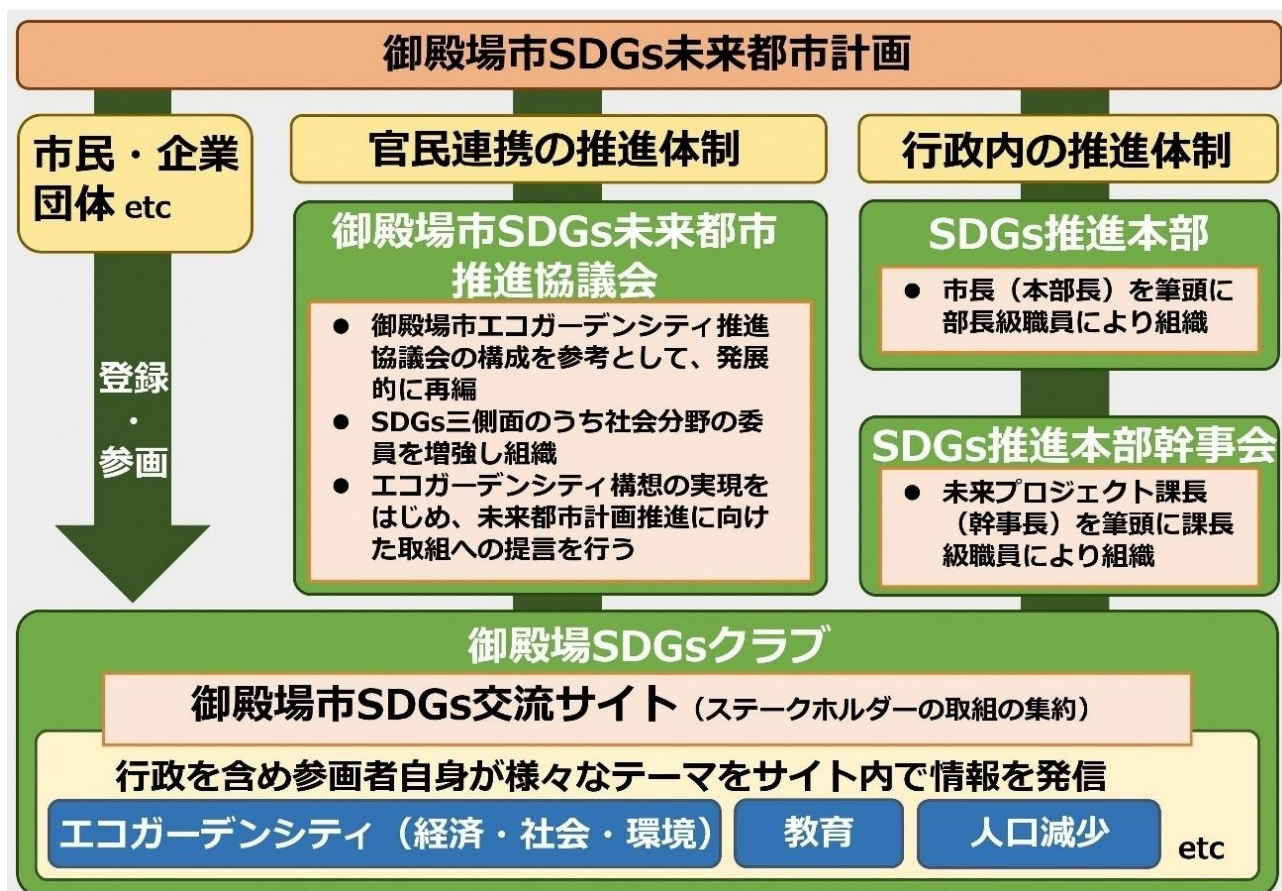 御殿場市SDGs未来都市計画
市民・企業
団体 etc
登録
・
参画
官民連携の推進体制
御殿場市SDGs未来都市
推進協議会
● 御殿場市エコガーデンシティ推進
協議会の構成を参考として、発展
的に再編
● SDGs三側面のうち社会分野の委
員を増強し組織
● エコガーデンシティ構想の実現を
はじめ、未来都市計画推進に向け
た取組への提言を行う
行政内の推進体制
SDGs推進本部
● 市長（本部長）を筆頭に
部長級職員により組織
SDGs推進本部幹事会
● 未来プロジェクト課長
（幹事長）を筆頭に課長
級職員により組織
御殿場SDGsクラブ
御殿場市SDGs交流サイト（ステークホルダーの取組の集約）
行政を含め参画者自身が様々なテーマをサイト内で情報を発信
エコガーデンシティ（経済・社会・環境）
教育
人口減少
etc